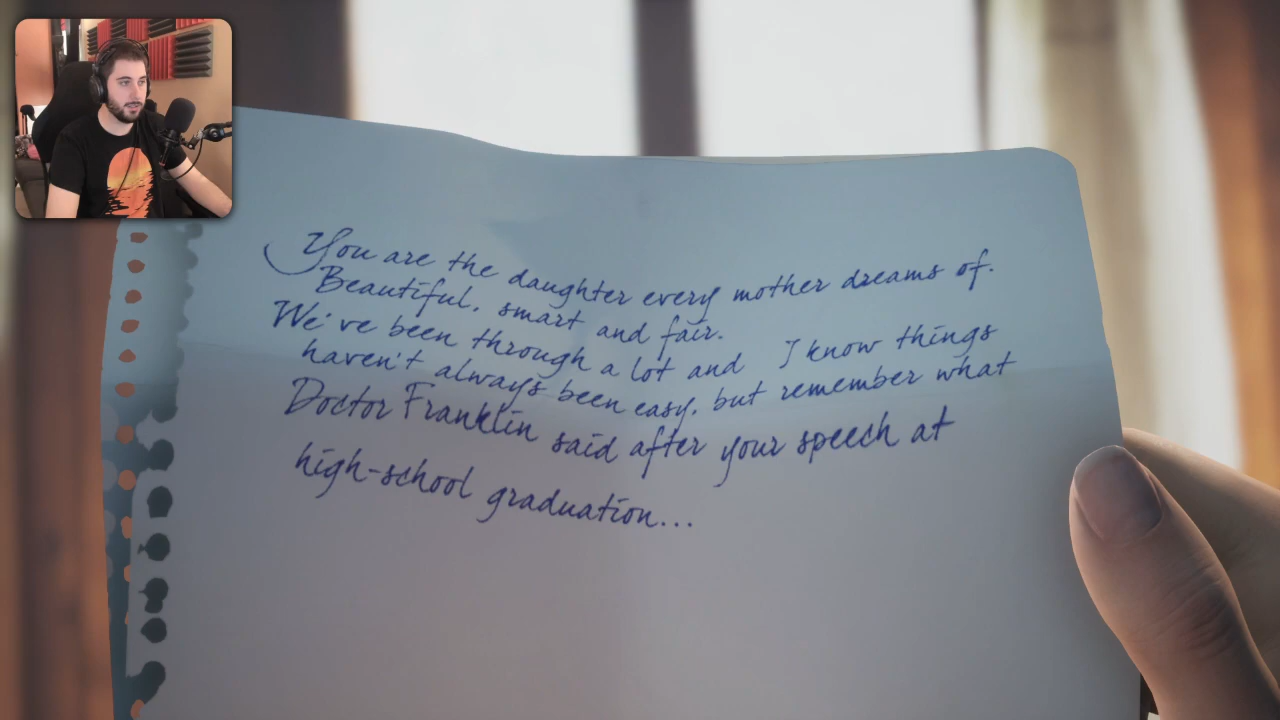 You are the daughter every mother dreams of.
Beautiful, smart and fair.
We've been through a lot and I know things
haven't always been easy, but remember what
Doctor Franklin said after your speech at
high-school graduation...